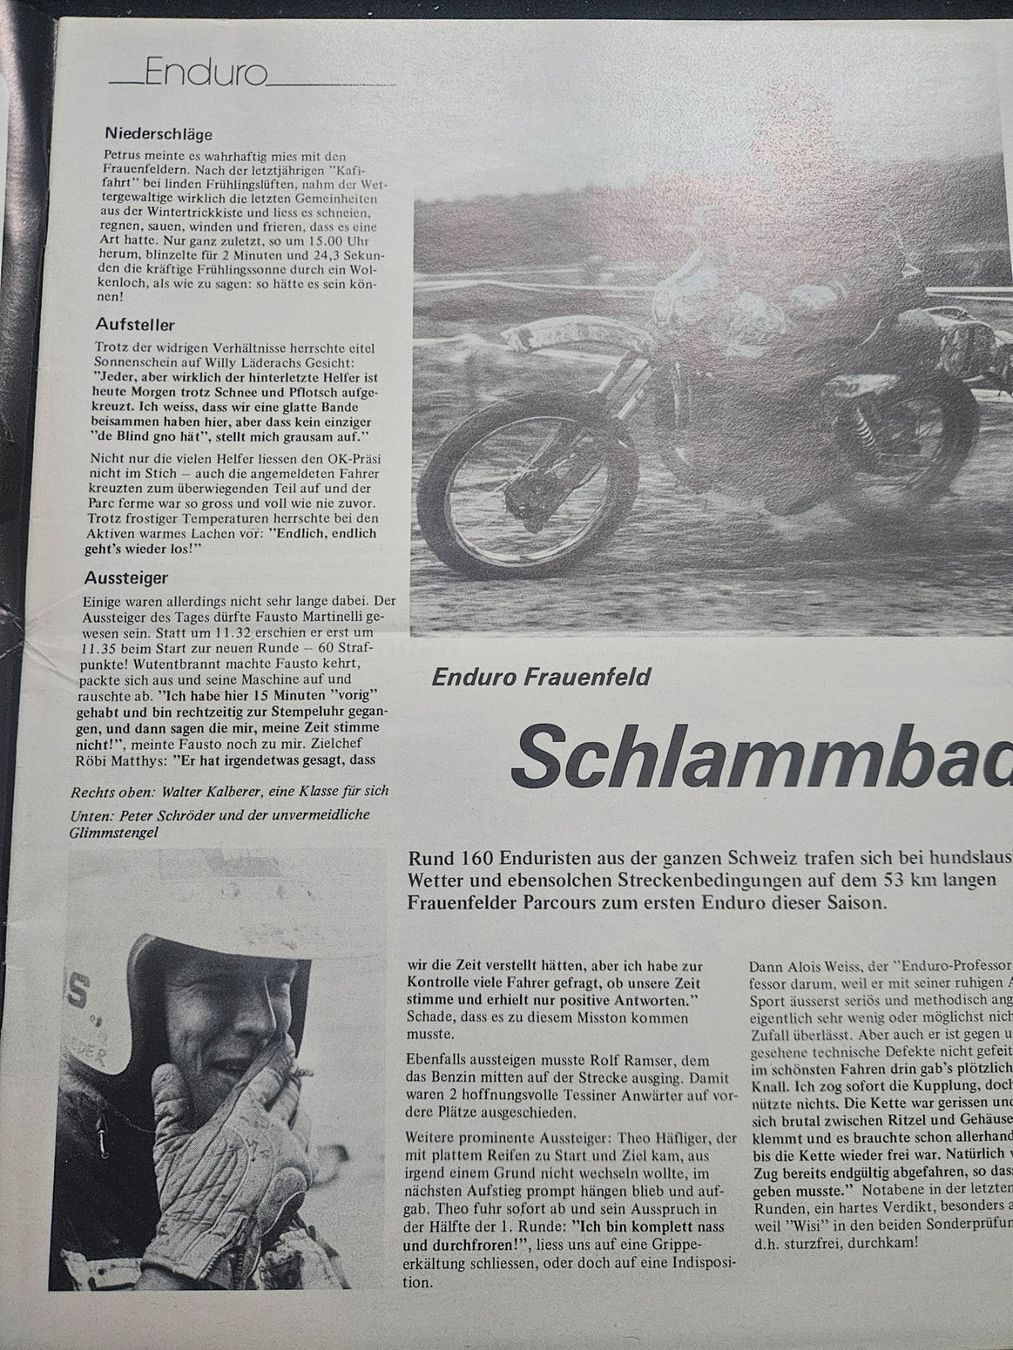 Enduro
Niederschläge
Petrus meinte es wahrhaftig mies mit den
Frauenfeldern. Nach der letztjährigen "Kafi-
fahrt" bei linden Frühlingslüften, nahm der Wet-
tergewaltige wirklich die letzten Gemeinheiten
aus der Wintertrickkiste und liess es schneien,
regnen, sauen, winden und frieren, dass es eine
Art hatte. Nur ganz zuletzt, so um 15.00 Uhr
herum, blinzelte für 2 Minuten und 24,3 Sekun-
den die kräftige Frühlingssonne durch ein Wol-
kenloch, als wie zu sagen: so hätte es sein kön-
nen!
Aufsteller
Trotz der widrigen Verhältnisse herrschte eitel
Sonnenschein auf Willy Läderachs Gesicht:
"Jeder, aber wirklich der hinterletzte Helfer ist
heute Morgen trotz Schnee und Pflotsch aufge-
kreuzt. Ich weiss, dass wir eine glatte Bande
beisammen haben hier, aber dass kein einziger
"de Blind gno hät", stellt mich grausam auf."
Nicht nur die vielen Helfer liessen den OK-Präsi
nicht im Stich – auch die angemeldeten Fahrer
kreuzten zum überwiegenden Teil auf und der
Parc ferme war so gross und voll wie nie zuvor.
Trotz frostiger Temperaturen herrschte bei den
Aktiven warmes Lachen vor: "Endlich, endlich
geht's wieder los!"
Aussteiger
Einige waren allerdings nicht sehr lange dabei. Der
Aussteiger des Tages dürfte Fausto Martinelli ge-
wesen sein. Statt um 11.32 erschien er erst um
11.35 beim Start zur neuen Runde – 60 Straf-
punkte! Wutentbrannt machte Fausto kehrt,
packte sich aus und seine Maschine auf und
rauschte ab. "Ich habe hier 15 Minuten "vorig"
gehabt und bin rechtzeitig zur Stempeluhr gegan-
gen, und dann sagen die mir, meine Zeit stimme
nicht!", meinte Fausto noch zu mir. Zielchef
Röbi Matthys: "Er hat irgendetwas gesagt, dass
Rechts oben: Walter Kalberer, eine Klasse für sich
Unten: Peter Schröder und der unvermeidliche
Glimmstengel
Enduro Frauenfeld
Schlammbad
Rund 160 Enduristen aus der ganzen Schweiz trafen sich bei hundslaus
Wetter und ebensolchen Streckenbedingungen auf dem 53 km langen
Frauenfelder Parcours zum ersten Enduro dieser Saison.
wir die Zeit verstellt hätten, aber ich habe zur
Kontrolle viele Fahrer gefragt, ob unsere Zeit
stimme und erhielt nur positive Antworten."
Schade, dass es zu diesem Misston kommen
musste.
Ebenfalls aussteigen musste Rolf Ramser, dem
das Benzin mitten auf der Strecke ausging. Damit
waren 2 hoffnungsvolle Tessiner Anwärter auf vor-
dere Plätze ausgeschieden.
Weitere prominente Aussteiger: Theo Häfliger, der
mit plattem Reifen zu Start und Ziel kam, aus
irgend einem Grund nicht wechseln wollte, im
nächsten Aufstieg prompt hängen blieb und auf-
gab. Theo fuhr sofort ab und sein Ausspruch in
der Hälfte der 1. Runde: "Ich bin komplett nass
und durchfroren!", liess uns auf eine Grippe-
erkältung schliessen, oder doch auf eine Indisposi-
tion.
Dann Alois Weiss, der "Enduro-Professor
fessor darum, weil er mit seiner ruhigen A
Sport äusserst seriös und methodisch ang
eigentlich sehr wenig oder möglichst nich
Zufall überlässt. Aber auch er ist gegen u
gesehene technische Defekte nicht gefeit
im schönsten Fahren drin gab's plötzlich
Knall. Ich zog sofort die Kupplung, doch
nützte nichts. Die Kette war gerissen und
sich brutal zwischen Ritzel und Gehäuse
klemmt und es brauchte schon allerhand
bis die Kette wieder frei war. Natürlich
Zug bereits endgültig abgefahren, so das
geben musste." Notabene in der letzten
Runden, ein hartes Verdikt, besonders a
weil "Wisi" in den beiden Sonderprüfun
d.h. sturzfrei, durchkam!